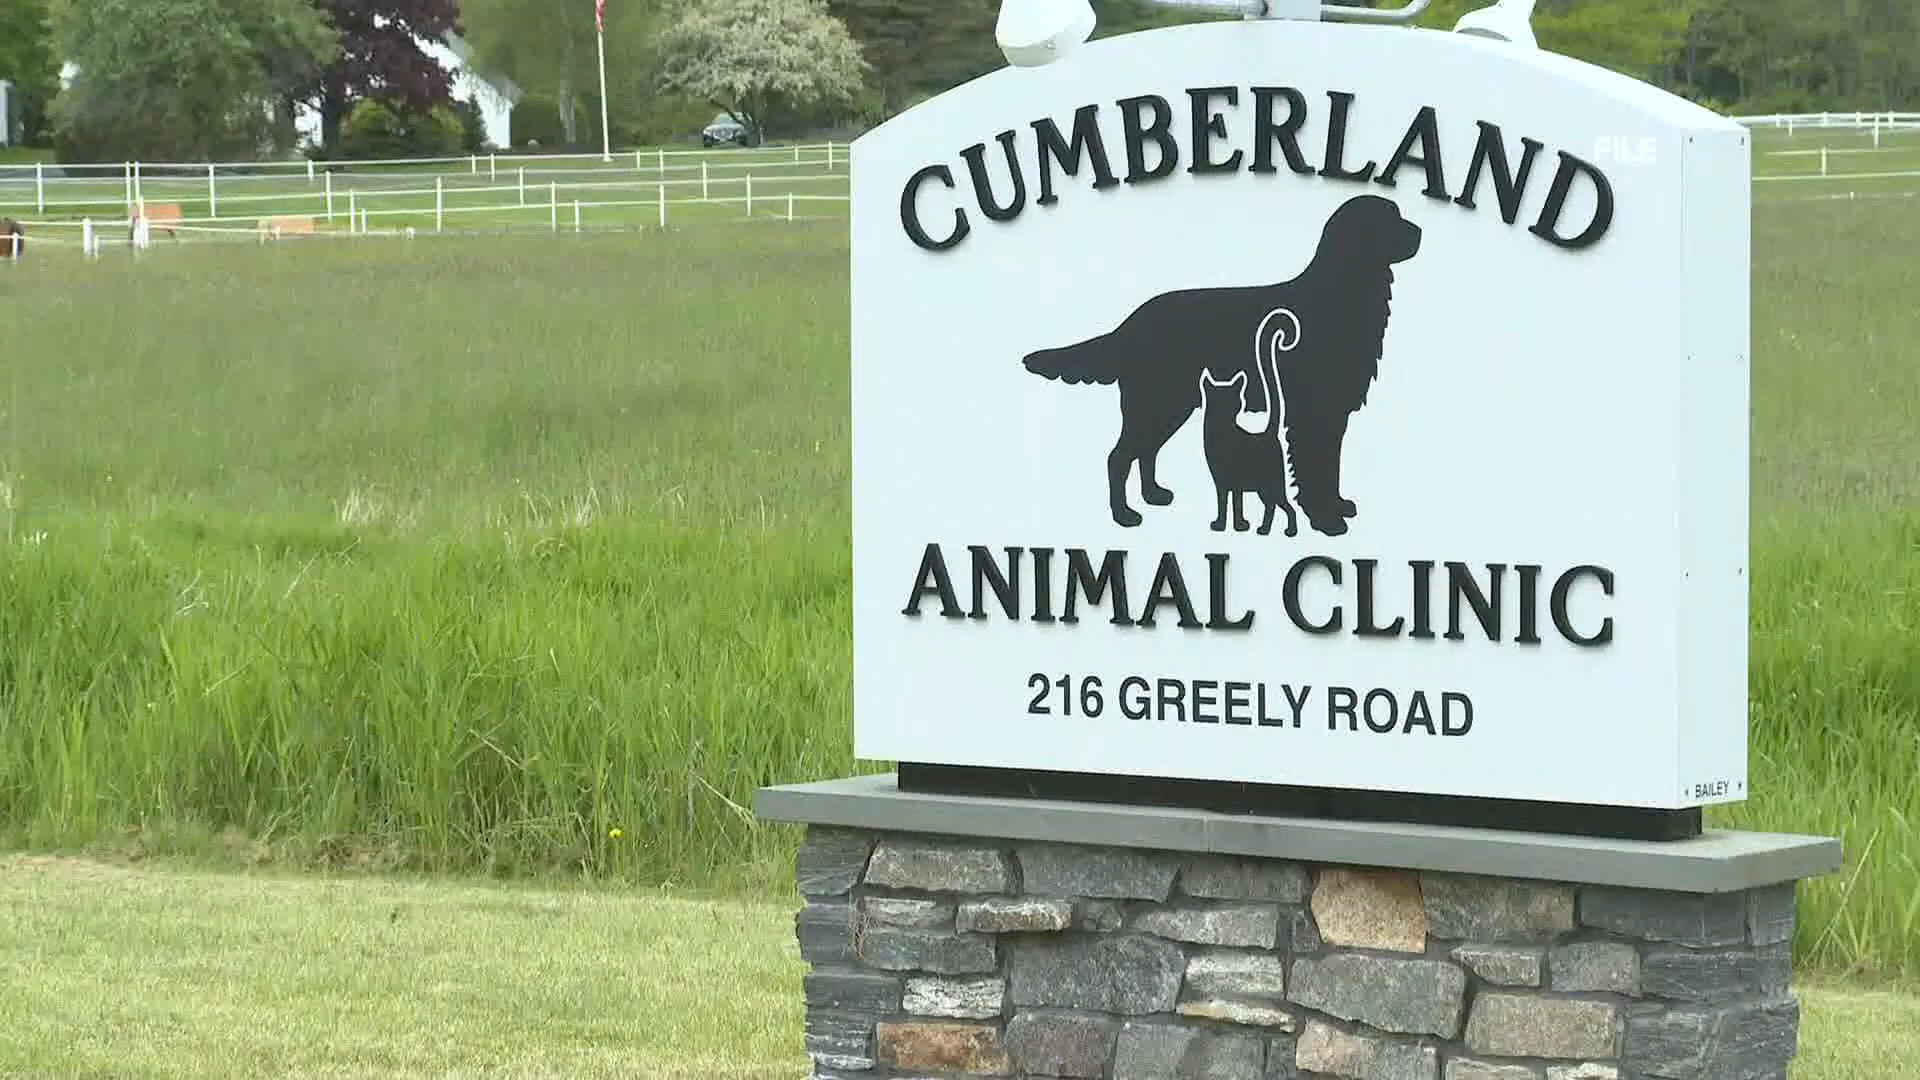 FILE
CUMBERLAND
ANIMAL CLINIC
216 GREELY ROAD
BAILEY